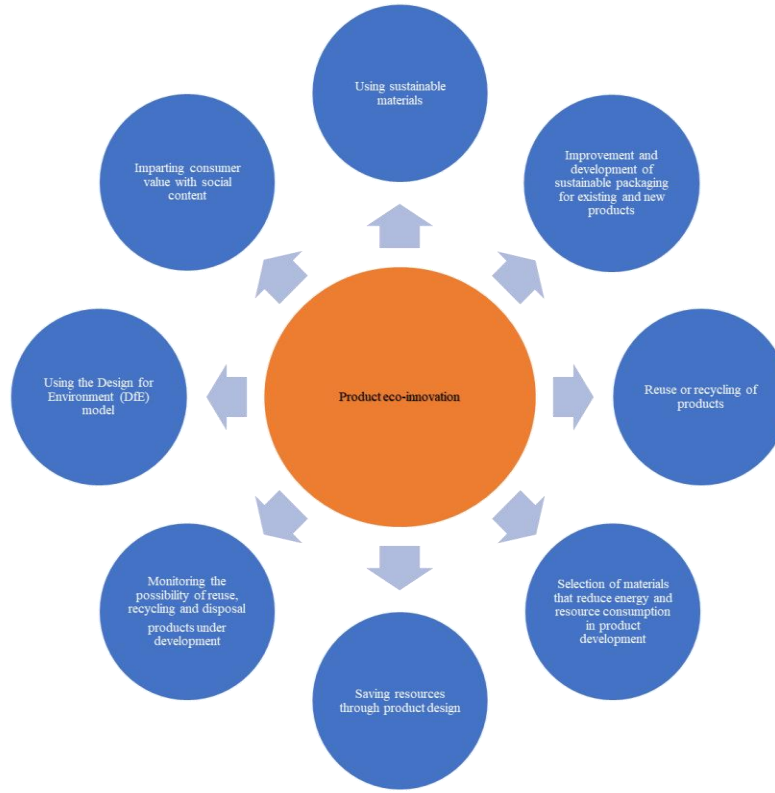 Using sustainable
materials
Improvement and
development of
sustainable packaging
for existing and new
products
Reuse or recycling of
products
Selection of materials
that reduce energy and
resource consumption
in product
development
Saving resources
through product design
Monitoring the
possibility of reuse,
recycling and disposal
products under
development
Using the Design for
Environment (DfE)
model
Imparting consumer
value with social
content
Product eco-innovation